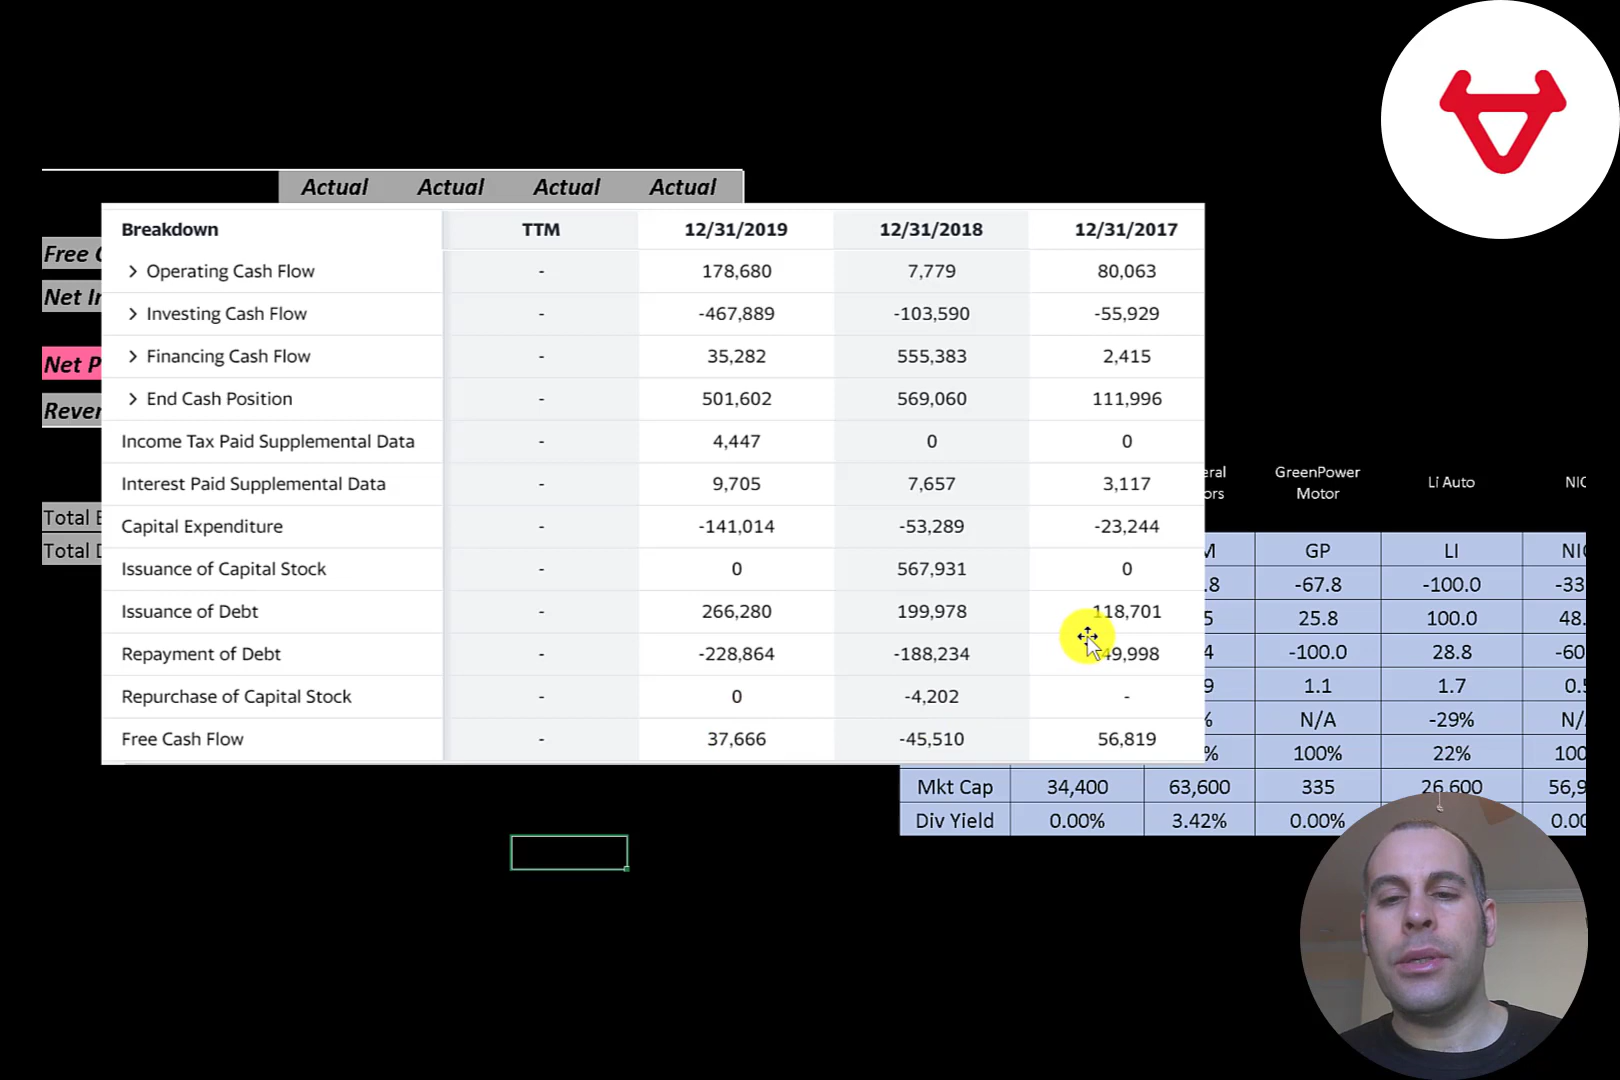 Actual Actual Actual Actual
Breakdown TTM 12/31/2019 12/31/2018 12/31/2017
Free
Operating Cash Flow - 178,680 7,779 80,063
Net
Investing Cash Flow - -467,889 -103,590 -55,929
Net
Financing Cash Flow - 35,282 555,383 2,415
End Cash Position - 501,602 569,060 111,996
Income Tax Paid Supplemental Data - 4,447 0 0
Interest Paid Supplemental Data - 9,705 7,657 3,117
GreenPower Motor Li Auto
Total
Capital Expenditure - -141,014 -53,289 -23,244
Total
GP LI
Issuance of Capital Stock - 0 567,931 0
-67.8 -100.0
Issuance of Debt - 266,280 199,978 118,701
25.8 100.0
Repayment of Debt - -228,864 -188,234
-100.0 28.8
Repurchase of Capital Stock - 0 -4,202 -
1.1 1.7
N/A -29%
Free Cash Flow - 37,666 -45,510 56,819
100% 22%
Mkt Cap 34,400 63,600 335 26,600
Div Yield 0.00% 3.42% 0.00%